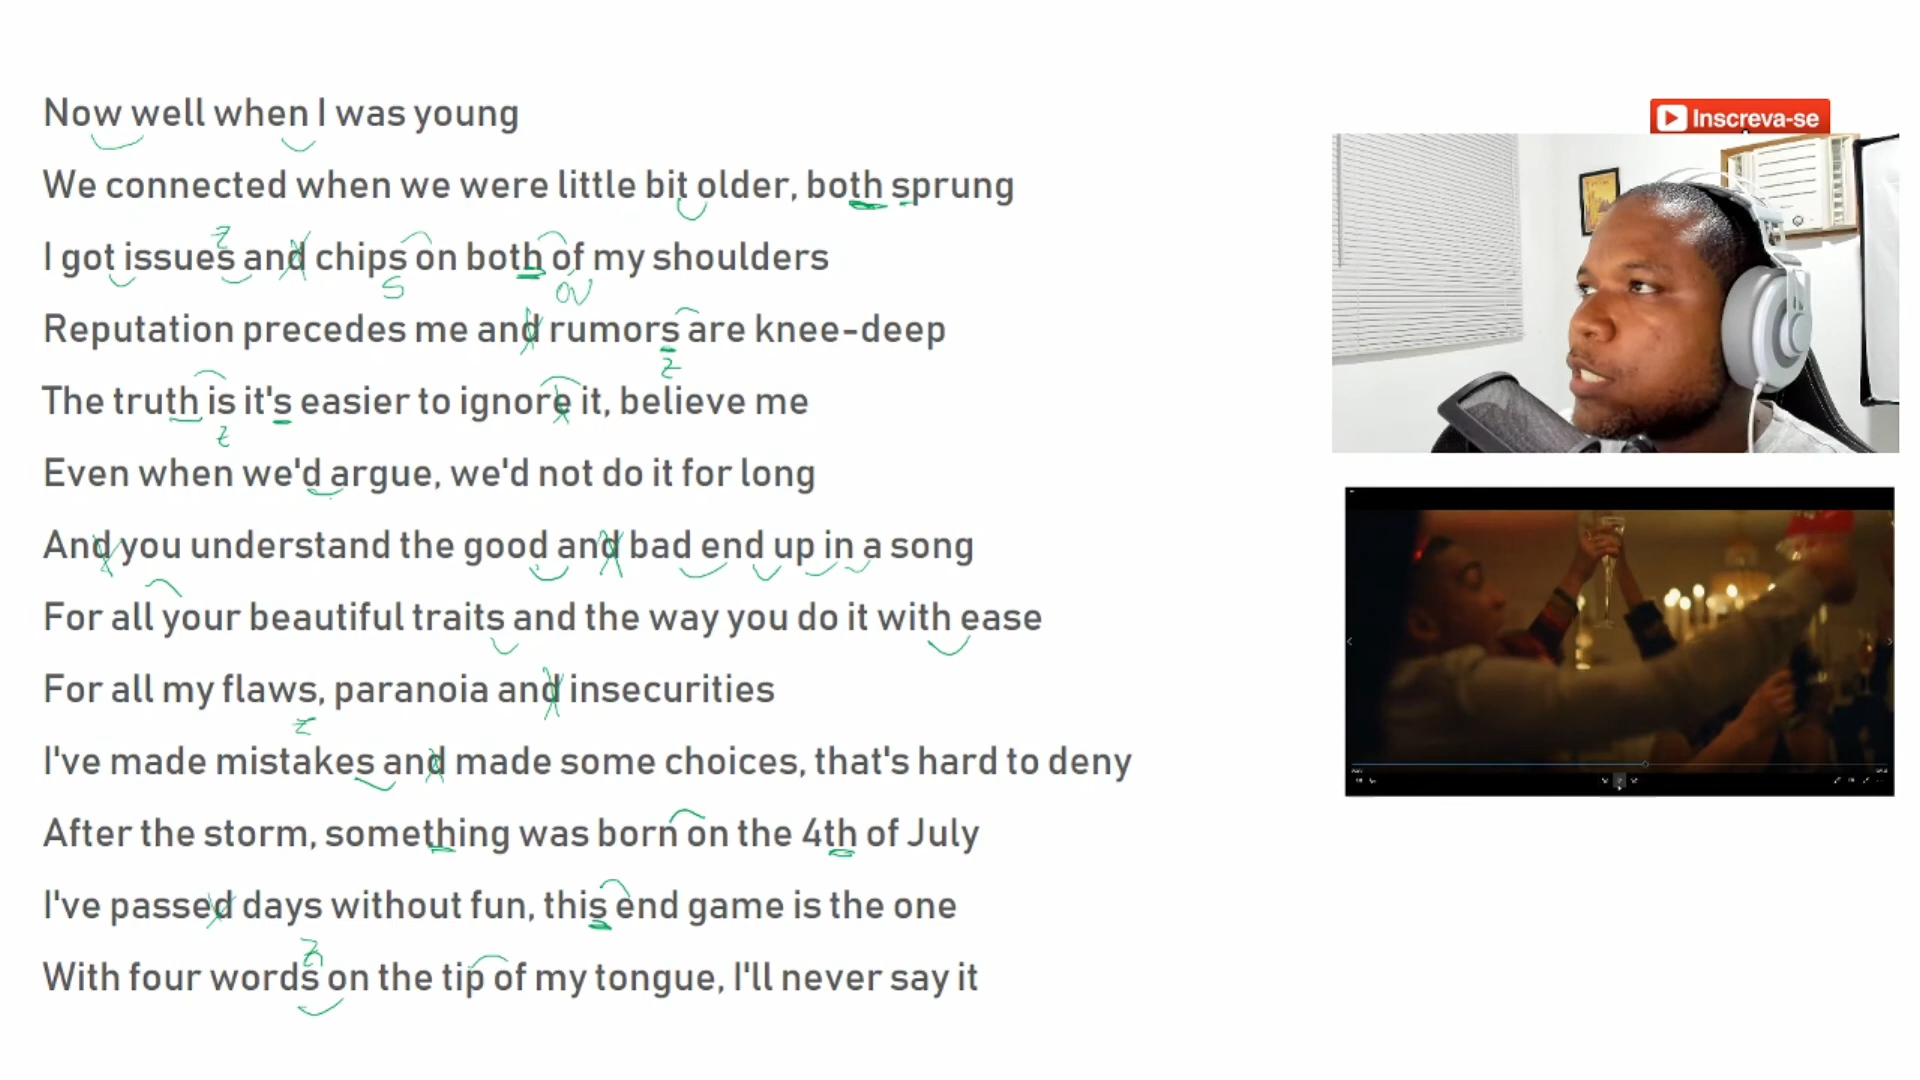 Now well when I was young
We connected when we were little bit older, both sprung
I got issues and chips on both of my shoulders
Reputation precedes me and rumors are knee-deep
The truth is it's easier to ignore it, believe me
Even when we'd argue, we'd not do it for long
And you understand the good and bad end up in a song
For all your beautiful traits and the way you do it with ease
For all my flaws, paranoia and insecurities
I've made mistakes and made some choices, that's hard to deny
After the storm, something was born on the 4th of July
I've passed days without fun, this end game is the one
With four words on the tip of my tongue, I'll never say it
z
s
ov
z
z
z
z
Inscreva-se